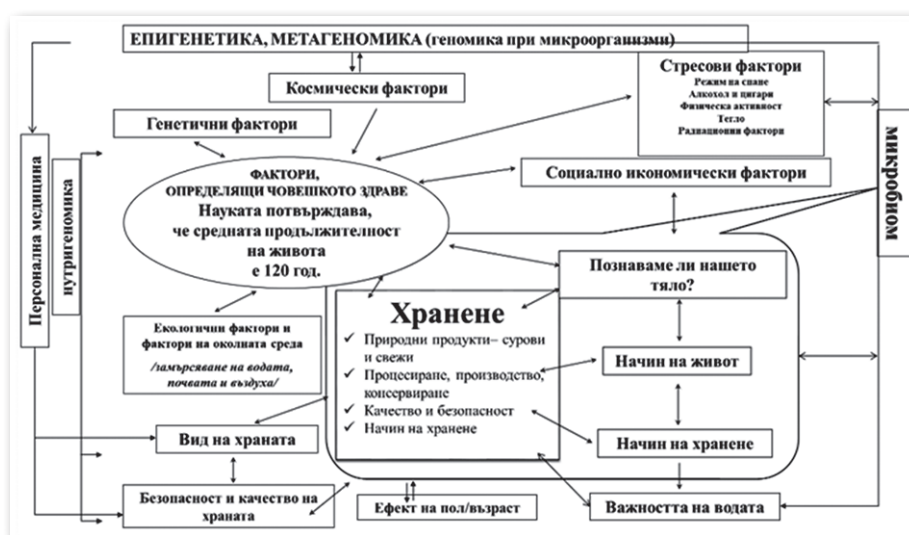 ЕПИГЕНЕТИКА, МЕТАГЕНОМИКА (геномика при микроорганизми)
Космически фактори
Стресови фактори
Режим на спане
Алкохол и цигари
Физическа активност
Тегло
Радиационни фактори
Генетични фактори
Персонална медицина
нутригеномика
микробиом
ФАКТОРИ,
ОПРЕДЕЛЯЩИ ЧОВЕШКОТО ЗДРАВЕ
Науката потвърждава,
че средната продължителност
на живота
е 120 год.
Социално икономически фактори
Познаваме ли нашето
тяло?
Хранене
✓ Природни продукти– сурови
и свежи
✓ Процесиране, производство,
консервиране
✓ Качество и безопасност
✓ Начин на хранене
Екологични фактори и
фактори на околната среда
/замърсяване на водата,
почвата и въздуха/
Начин на живот
Вид на храната
Начин на хранене
Безопасност и качество на
храната
Ефект на пол/възраст
Важността на водата